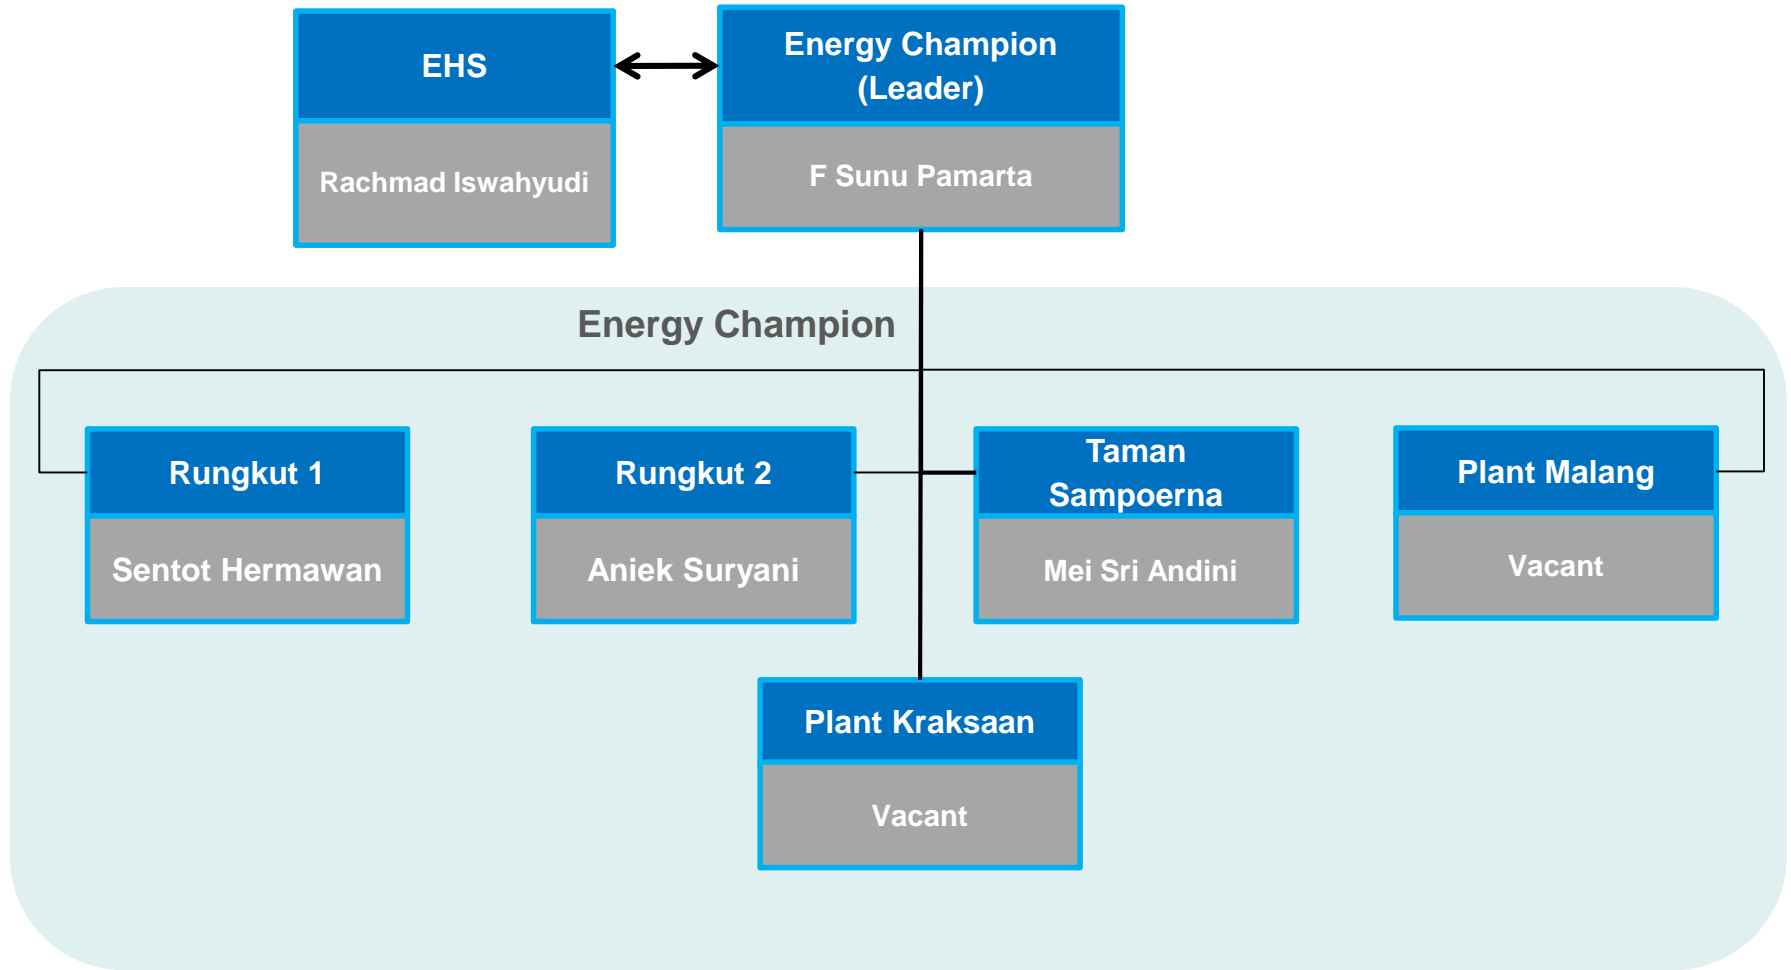 EHS
Rachmad Iswahyudi
Energy Champion
(Leader)
F Sunu Pamarta
Energy Champion
Rungkut 1
Sentot Hermawan
Rungkut 2
Aniek Suryani
Taman
Sampoerna
Mei Sri Andini
Plant Malang
Vacant
Plant Kraksaan
Vacant